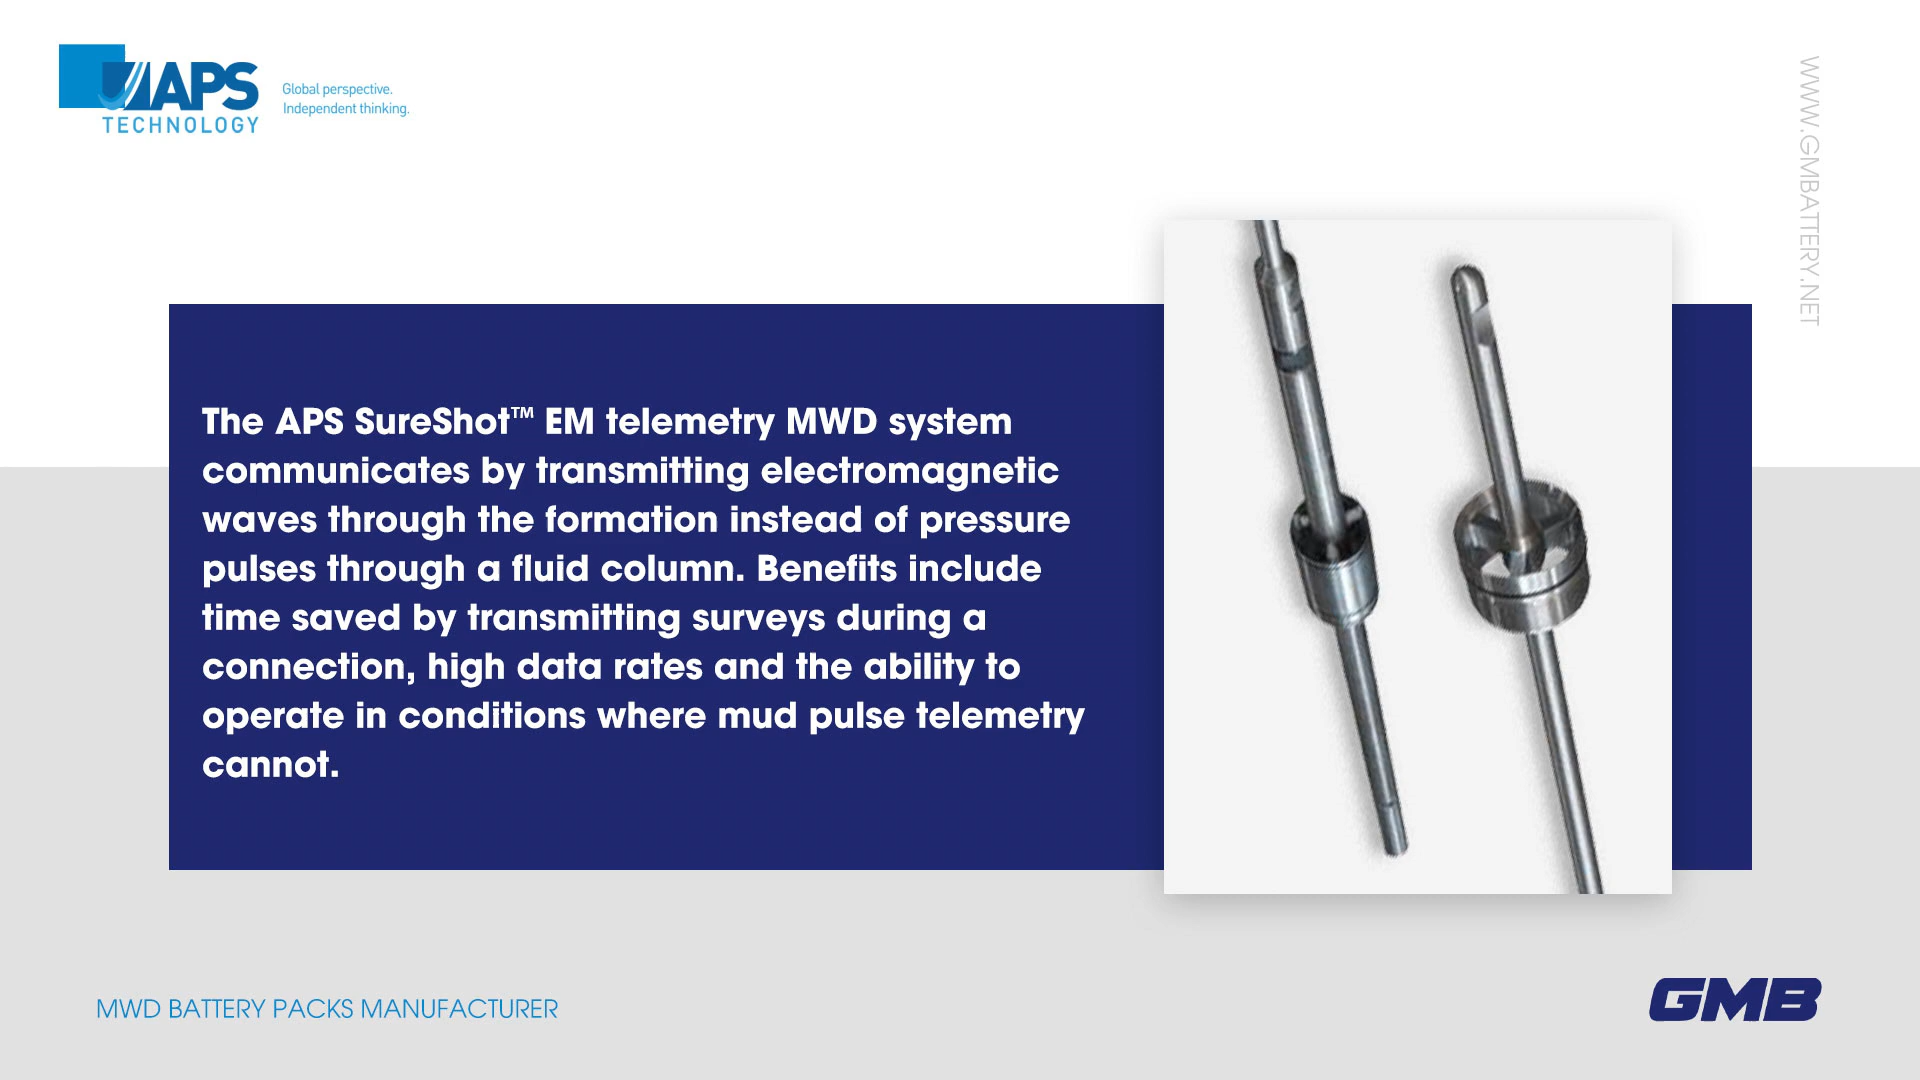 APS
TECHNOLOGY
Global perspective.
Independent thinking.
WWW.GMBATTERY.NET
The APS SureShot™ EM telemetry MWD system
communicates by transmitting electromagnetic
waves through the formation instead of pressure
pulses through a fluid column. Benefits include
time saved by transmitting surveys during a
connection, high data rates and the ability to
operate in conditions where mud pulse telemetry
cannot.
MWD BATTERY PACKS MANUFACTURER
GMB